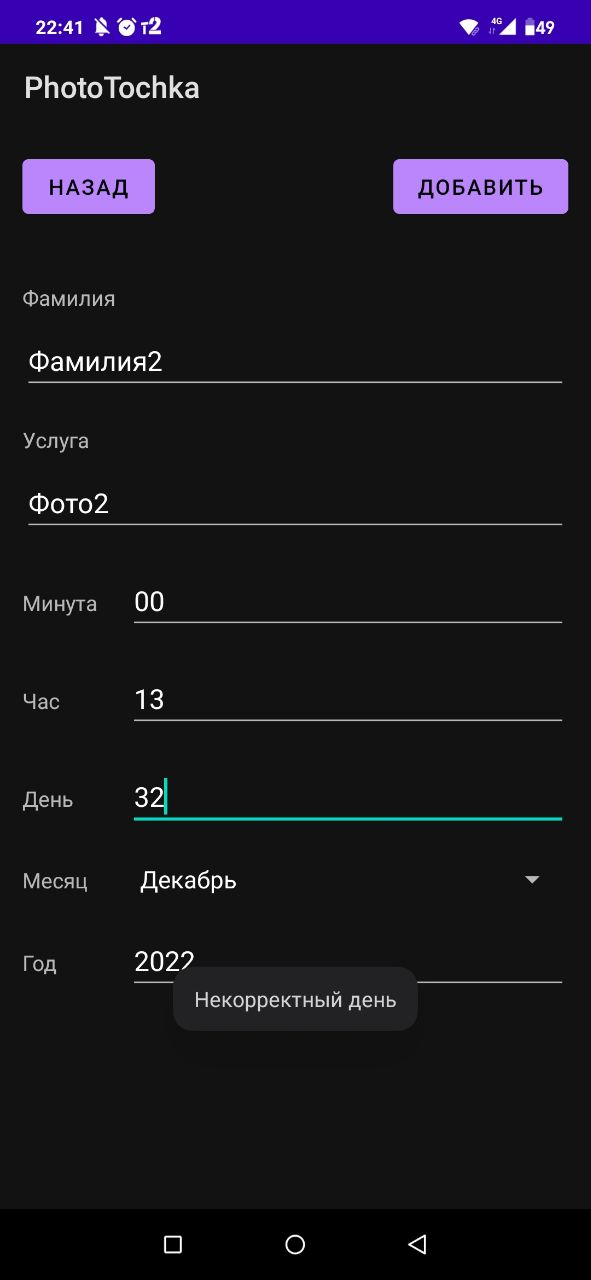 22:41 т2 4G 49
PhotoTochka
НАЗАД ДОБАВИТЬ
Фамилия
Фамилия2
Услуга
Фото2
Минута 00
Час 13
День 32
Месяц Декабрь
Год 2022
Некорректный день